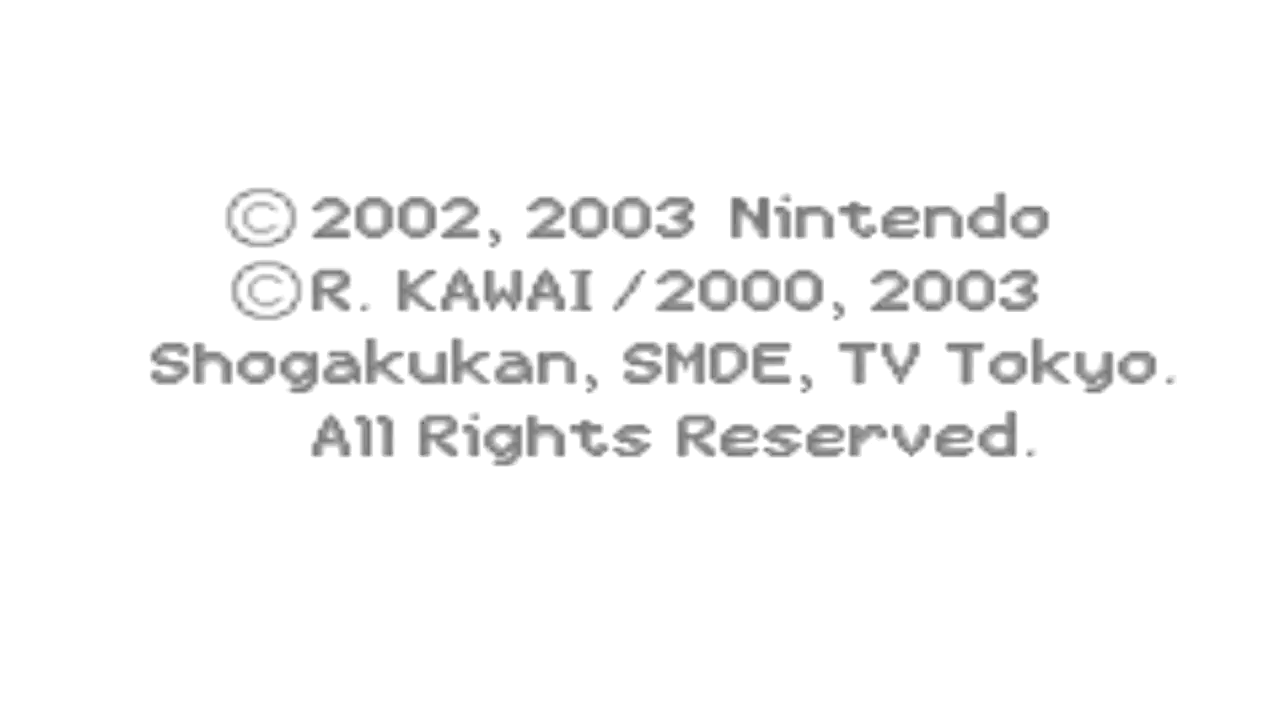 ©2002, 2003 Nintendo
©R. KAWAI /2000, 2003
Shogakukan, SMDE, TV Tokyo.
All Rights Reserved.